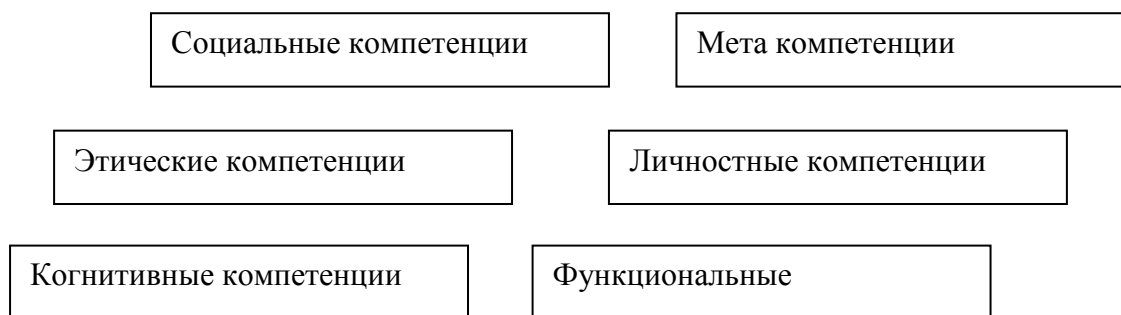 Социальные компетенции
Мета компетенции
Этические компетенции
Личностные компетенции
Когнитивные компетенции
Функциональные